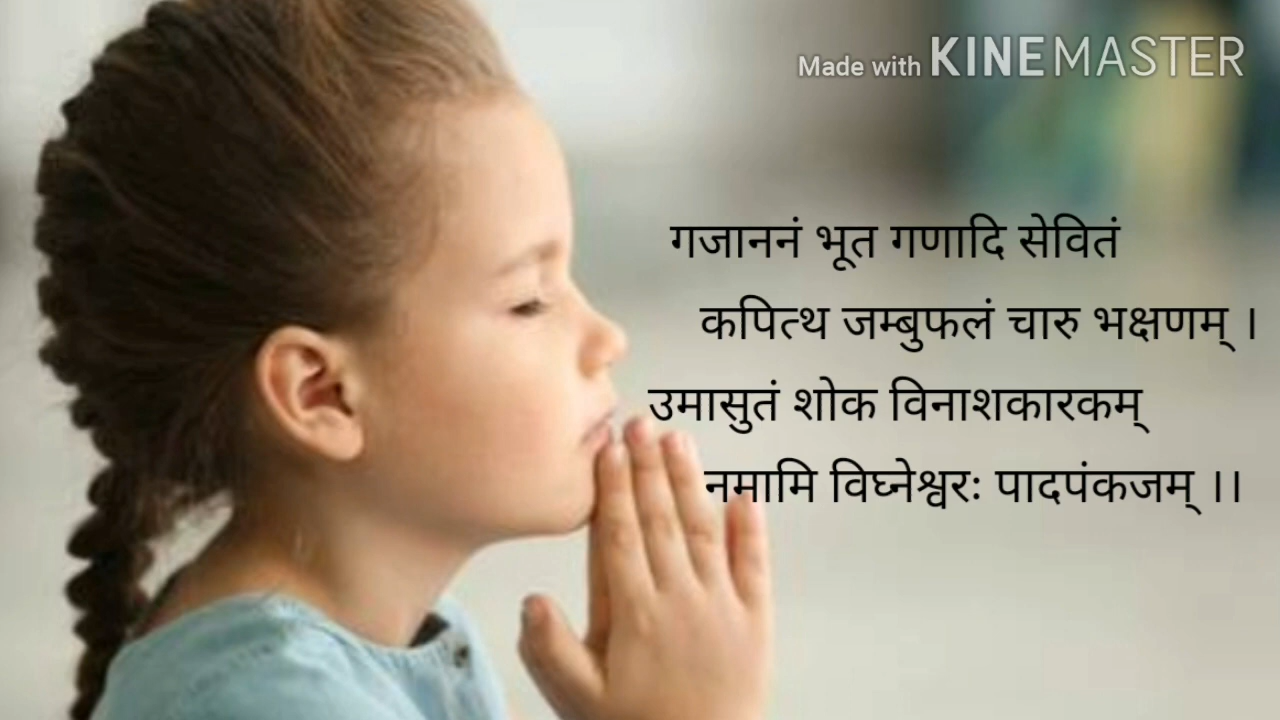 Made with KINEMASTER
गजाननं भूत गणादि सेवितं
कपित्थ जम्बुफलं चारु भक्षणम् ।
उमासुतं शोक विनाशकारकम्
नमामि विघ्नेश्वरः पादपंकजम् ।।